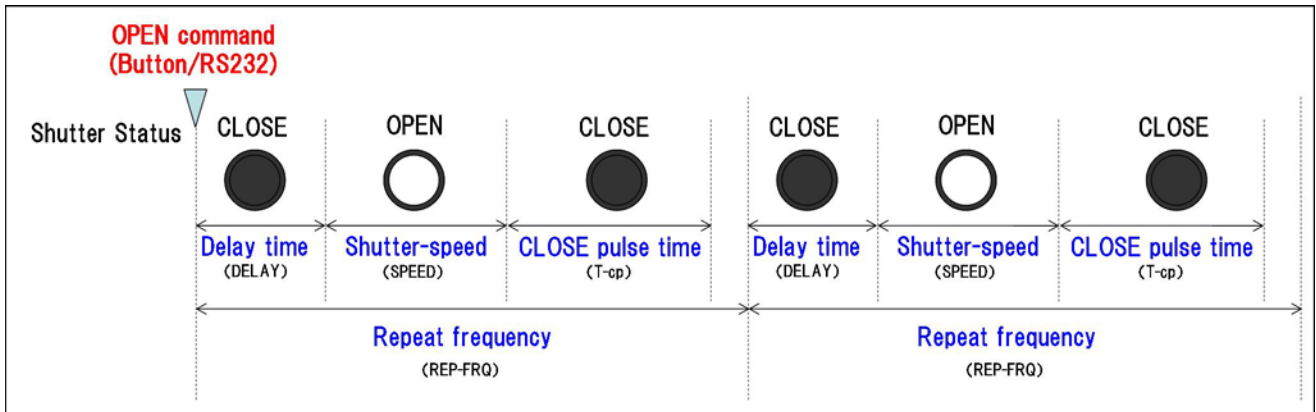 OPEN command
(Button/RS232)
Shutter Status
CLOSE OPEN CLOSE CLOSE OPEN CLOSE
Delay time Shutter-speed CLOSE pulse time Delay time Shutter-speed CLOSE pulse time
(DELAY) (SPEED) (T-cp) (DELAY) (SPEED) (T-cp)
Repeat frequency Repeat frequency
(REP-FRQ) (REP-FRQ)